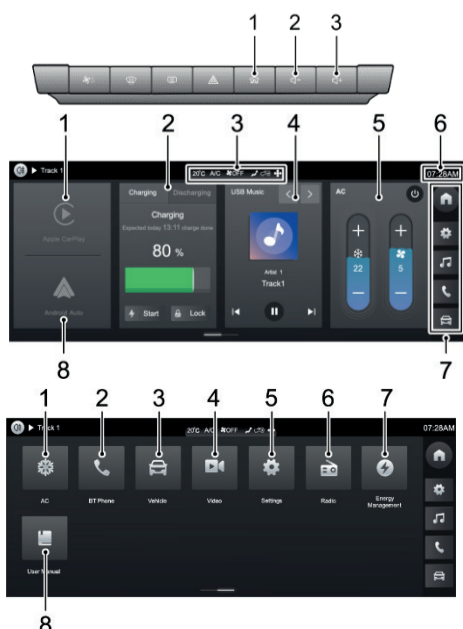 1 2 3
1 2 3 4 5 6
Track 1 20℃ A/C OFF 07:28AM
Charging Discharging USB Music AC
Apple CarPlay
Charging
Expected today 13:11 charge done
80 %
22 5
Artist 1
Track1
Android Auto
Start Lock
8 7
1 2 3 4 5 6 7
Track 1 20℃ A/C OFF 07:28AM
AC BT Phone Vehicle Video Settings Radio Energy
Management
User Manual
8